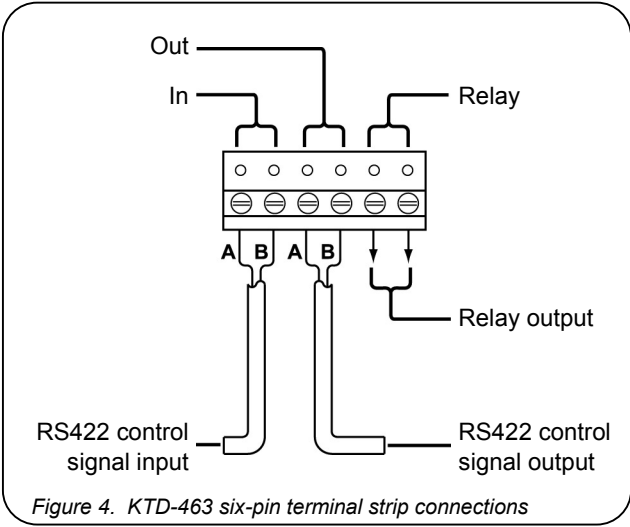 Out
In
Relay
A B A B
Relay output
RS422 control
signal input
RS422 control
signal output
Figure 4. KTD-463 six-pin terminal strip connections